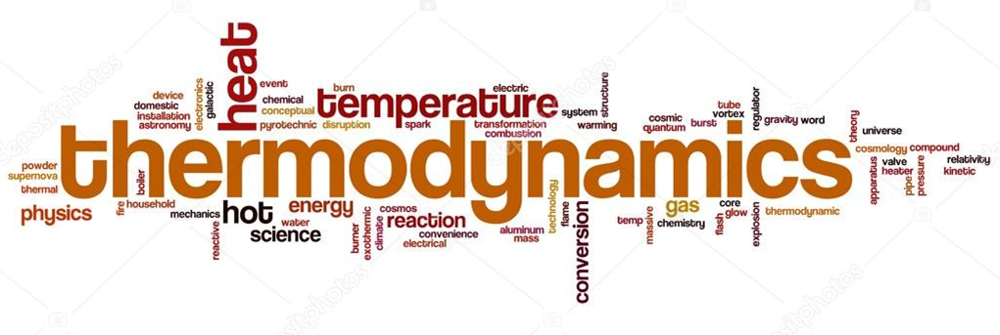 heat
event
burn
electric
structure
device
electronics
galactic
chemical
temperature
system
tube
regulator
domestic
conceptual
vortex
installation
cosmic
gravity
word
astronomy
pyrotechnic
disruption
spark
transformation
warming
quantum
burst
combustion
theory
universe
thermodynamics
cosmology
compound
powder
valve
relativity
supernova
boiler
apparatus
heater
pipe
pressure
kinetic
thermal
technology
fire
household
physics
mechanics
hot
energy
cosmos
flame
conversion
gas
core
glow
thermodynamic
reactive
water
burner
exothermic
climate
reaction
temp
massive
chemistry
flash
explosion
science
convenience
aluminum
electrical
mass
depositphotos